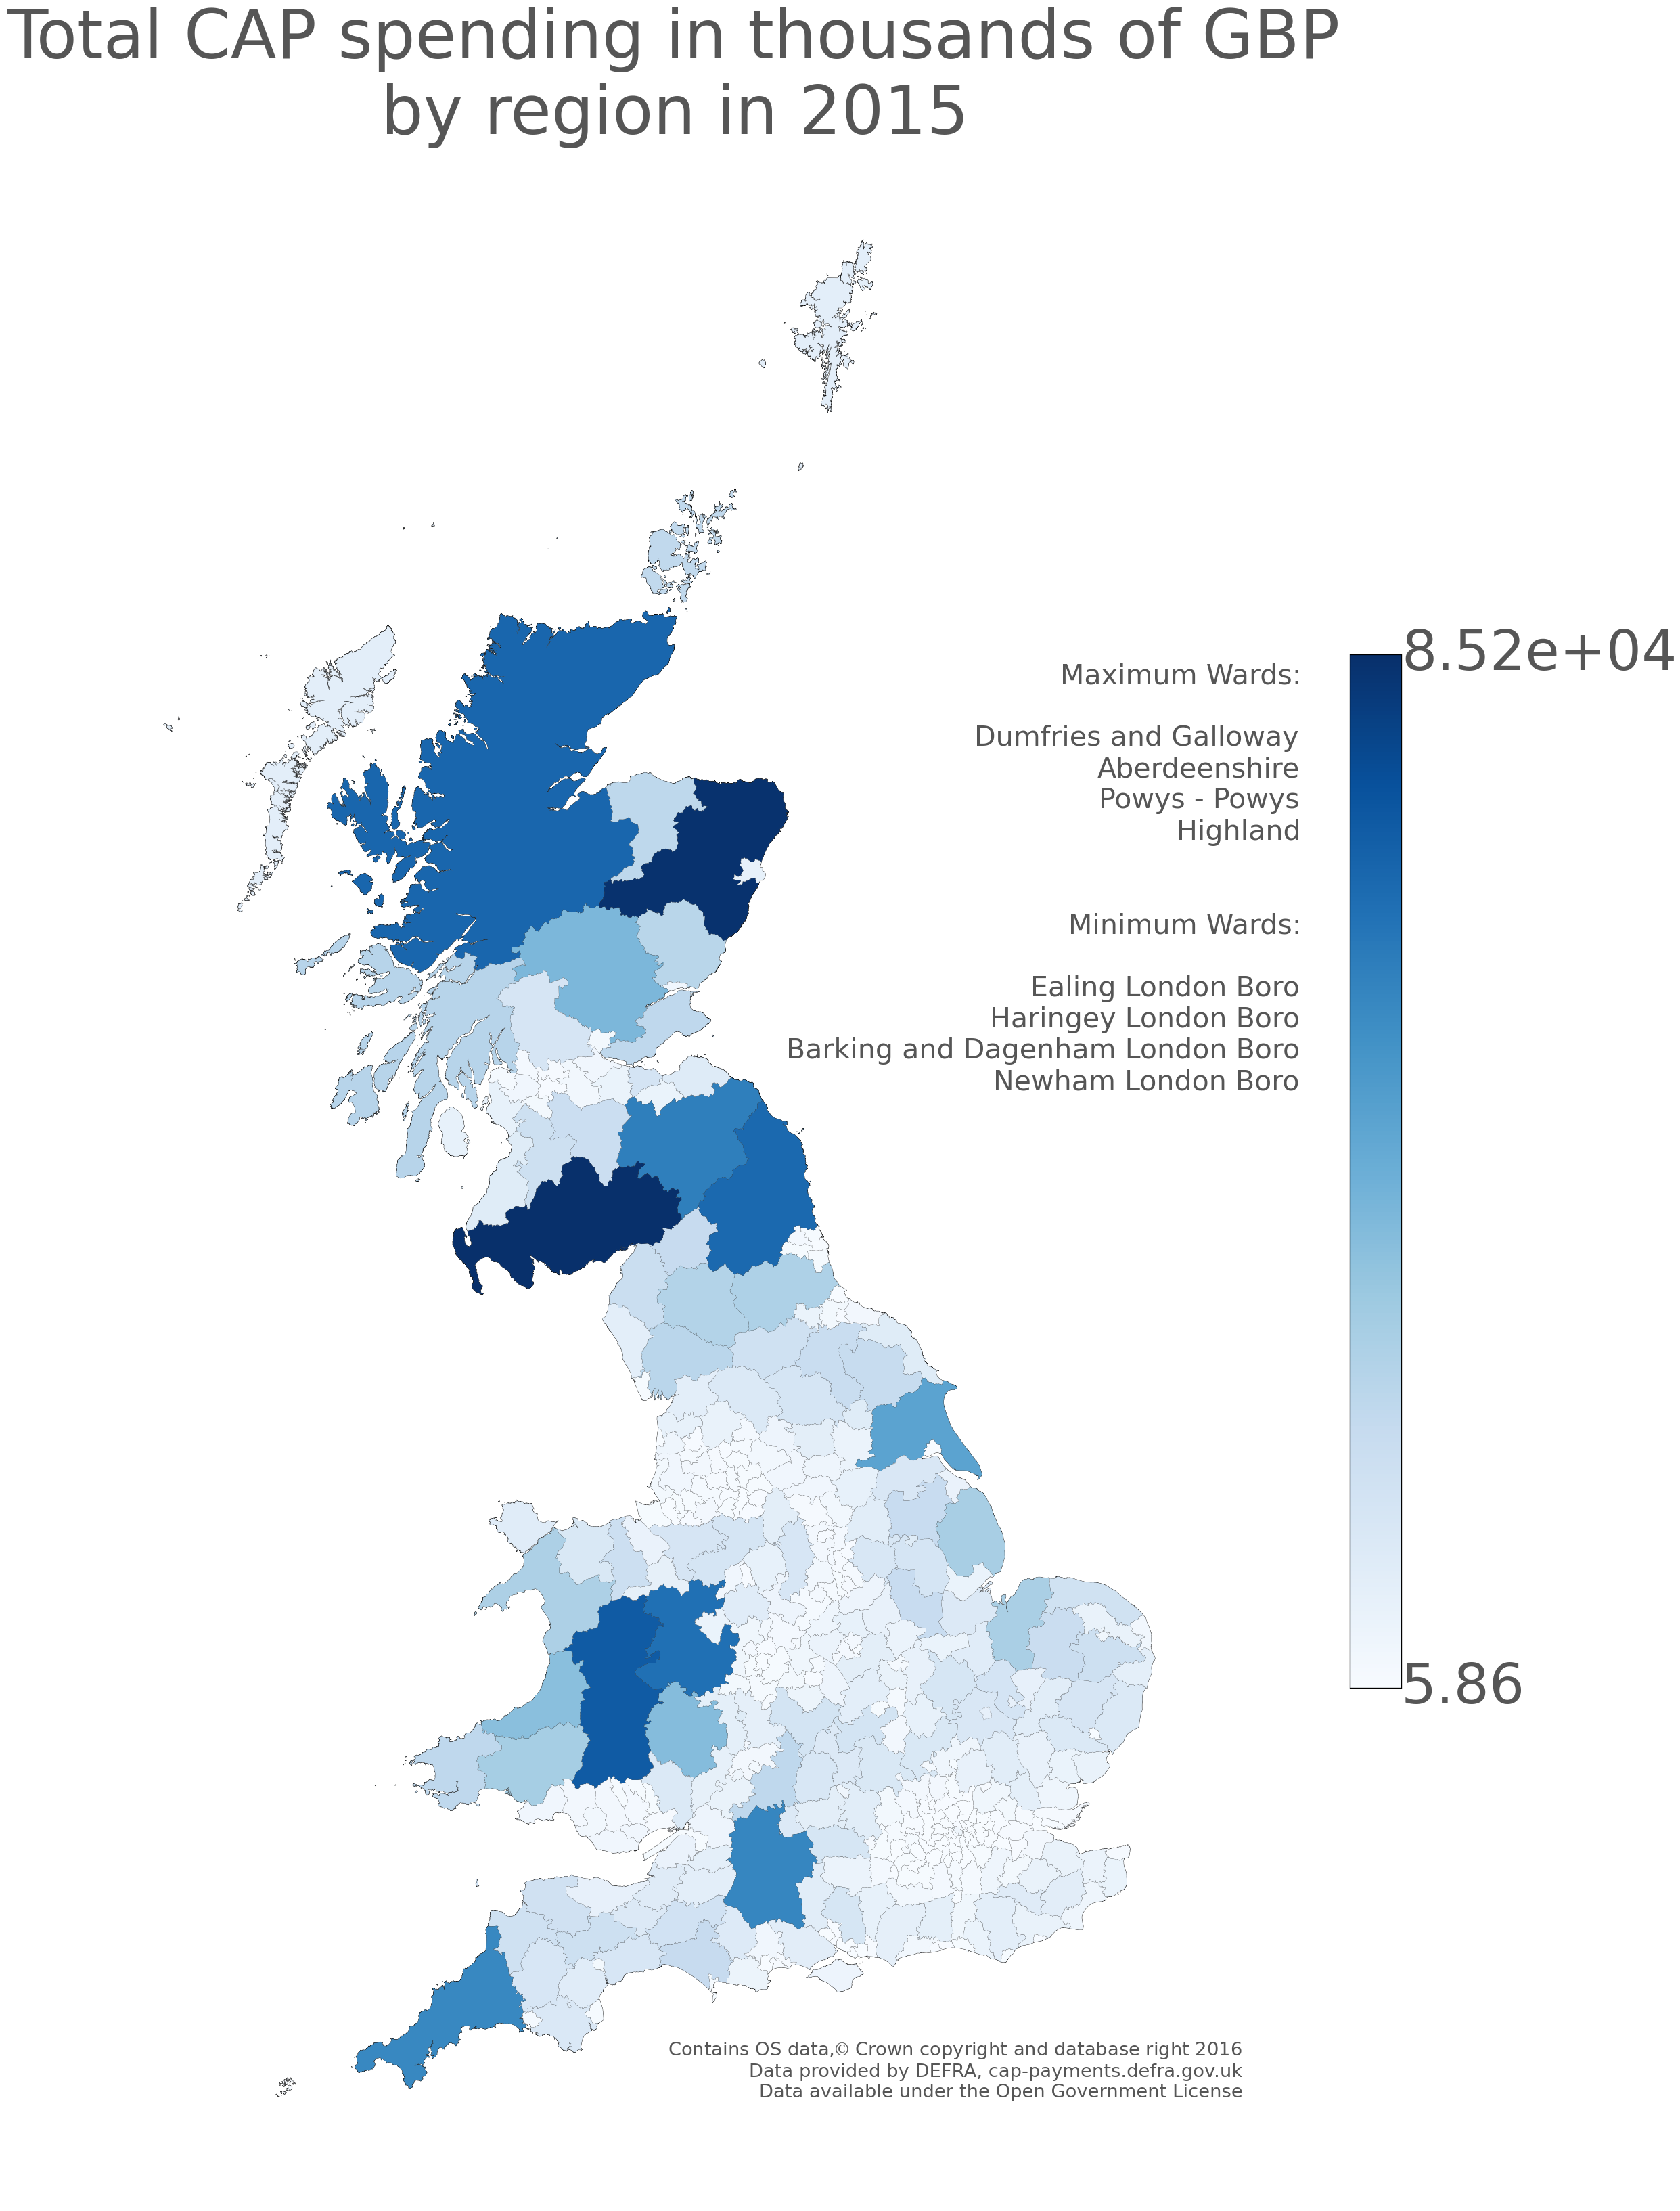 Total CAP spending in thousands of GBP
by region in 2015
8.52e+04
Maximum Wards:
Dumfries and Galloway
Aberdeenshire
Powys - Powys
Highland
Minimum Wards:
Ealing London Boro
Haringey London Boro
Barking and Dagenham London Boro
Newham London Boro
5.86
Contains OS data,© Crown copyright and database right 2016
Data provided by DEFRA, cap-payments.defra.gov.uk
Data available under the Open Government License